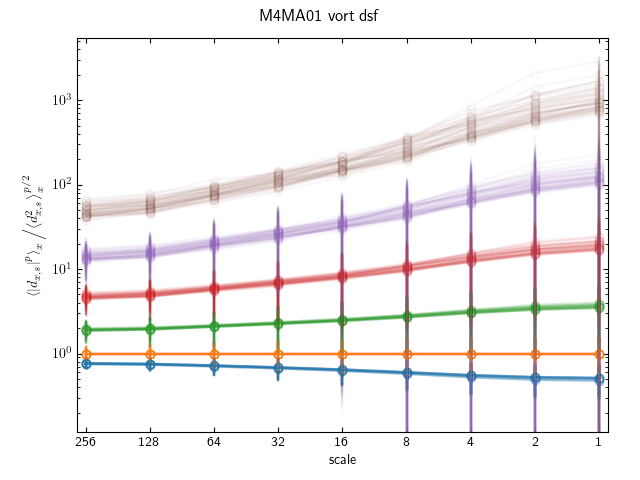 M4MA01 vort dsf
⟨|d_{x,s}|^p⟩_x / ⟨d^2_{x,s}⟩_x^{p/2}
10^3
10^2
10^1
10^0
256 128 64 32 16 8 4 2 1
scale